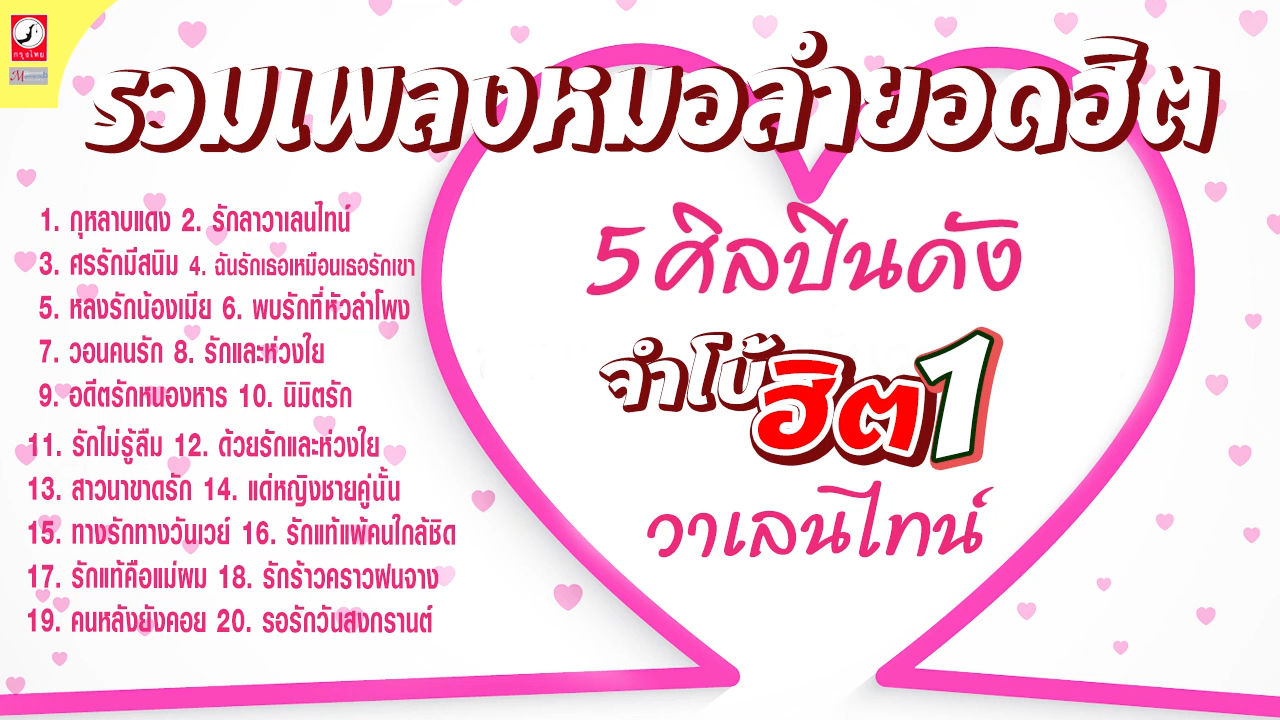 กรุงไทย
รวมเพลงหมอลำยอดฮิต
1. กุหลาบแดง 2. รักลาวาเลนไทน์
3. ศรรักมีสนิม 4. ฉันรักเธอเหมือนเธอรักเขา
5. หลงรักน้องเมีย 6. พบรักที่หัวลำโพง
7. วอนคนรัก 8. รักและห่วงใย
9. อดีตรักหนองหาร 10. นิมิตรัก
11. รักไม่รู้ลืม 12. ด้วยรักและห่วงใย
13. สาวนาขาดรัก 14. แด่หญิงชายคู่นั้น
15. ทางรักทางวันเวย์ 16. รักแท้แพ้คนใกล้ชิด
17. รักแท้คือแม่ผม 18. รักร้าวคราวฝนจาง
19. คนหลังยังคอย 20. รอรักวันสงกรานต์
5 ศิลปินดัง
จำโบ้ฮิต1
วาเลนไทน์